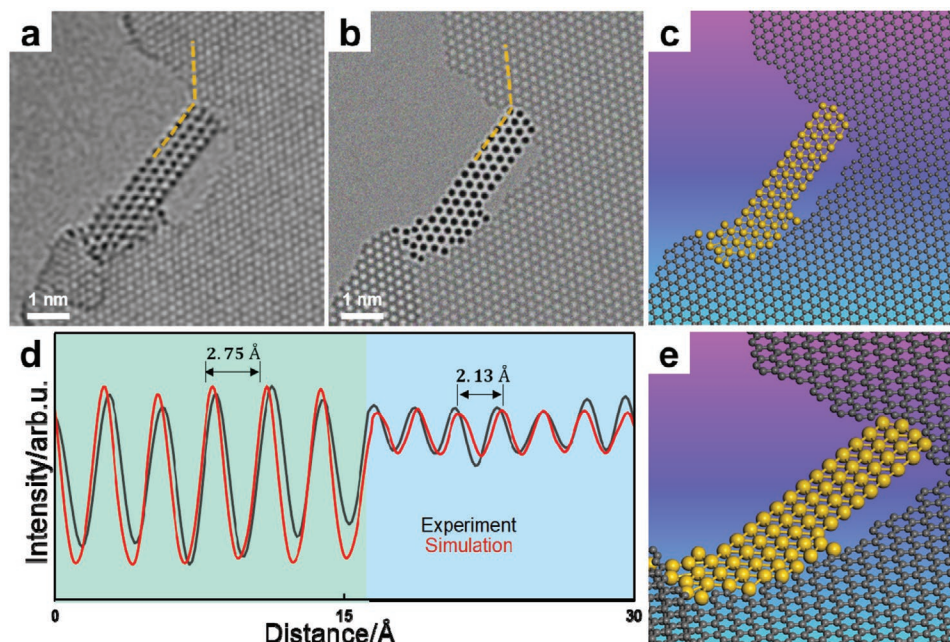 a
b
c
1 nm
1 nm
d
2.75 Å
2.13 Å
Intensity/arb.u.
Experiment
Simulation
0
15
30
Distance/Å
e